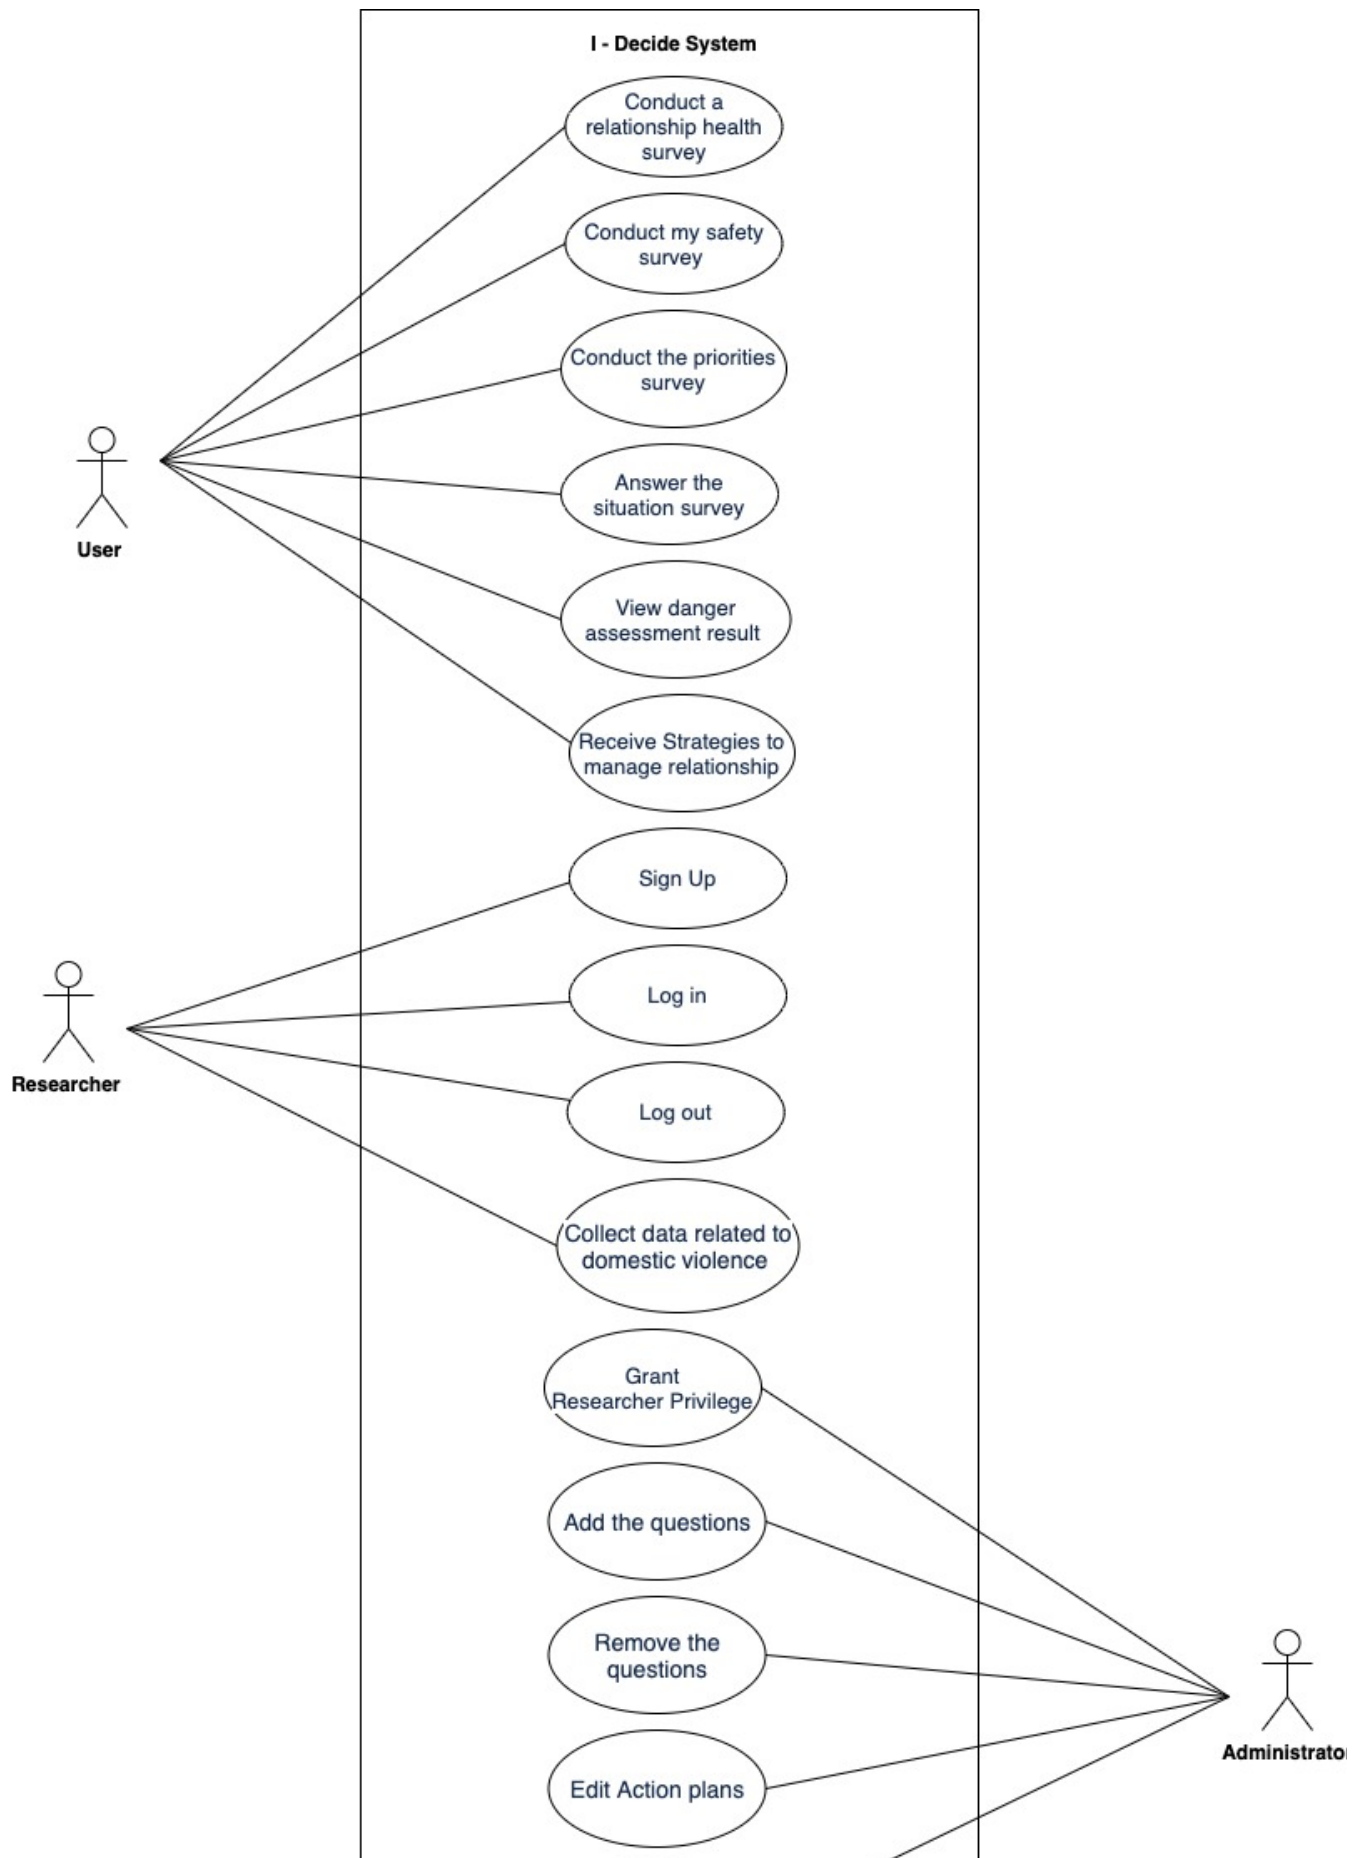 I - Decide System
Conduct a
relationship health
survey
Conduct my safety
survey
Conduct the priorities
survey
Answer the
situation survey
View danger
assessment result
Receive Strategies to
manage relationship
User
Sign Up
Log in
Log out
Collect data related to
domestic violence
Researcher
Grant
Researcher Privilege
Add the questions
Remove the
questions
Edit Action plans
Administrator